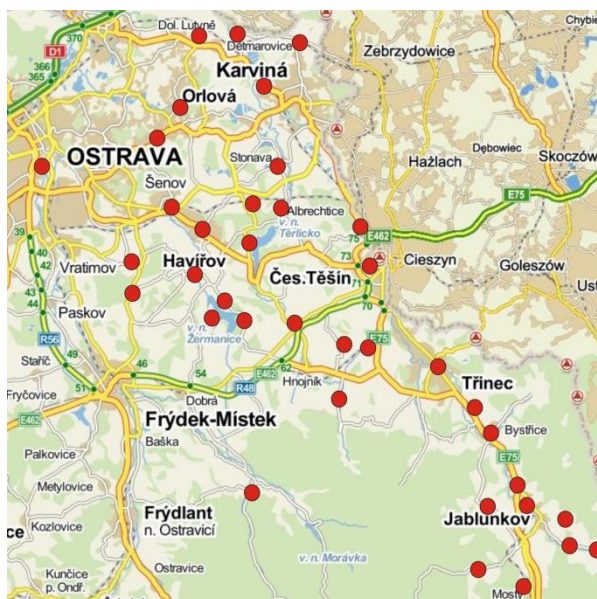 370
Dol. Lutyně
Detmarovice
Chybie
D1
366
365
Zebrzydowice
Karviná
Orlová
OSTRAVA
Stonava
Dębowiec
Hażlach
Skoczów
Šenov
E75
Albrechtice
v. n.
Těrlicko
75
E462
39
40
42
Vratimov
Havířov
73
Cieszyn
Goleszów
Čes.Těšín
71
43
44
Paskov
70
Ust
v. n.
Žermanice
R56
Staříč
49
E462
62
E75
Hnojník
46
54
51
Dobrá
R48
Třinec
Fryčovice
E462
Frýdek-Místek
Bystřice
Baška
Palkovice
E75
Metylovice
Frýdlant
n. Ostravicí
Jablunkov
Kozlovice
ce
v. n. Morávka
Ostravice
Kunčice
p. Ondř.
Mosty